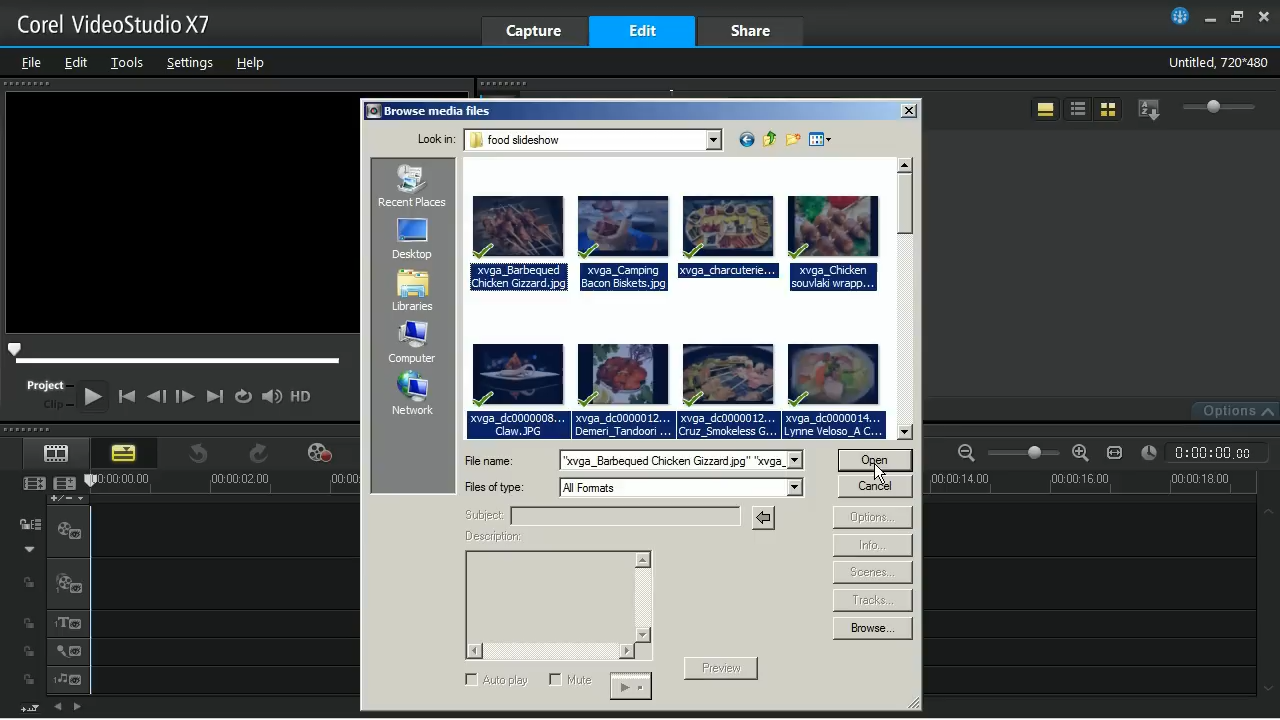 Corel VideoStudio X7
Capture
Edit
Share
File
Edit
Tools
Settings
Help
Untitled, 720*480
Browse media files
Look in:
food slideshow
Recent Places
Desktop
Libraries
Computer
Network
xvga_Barbequed
Chicken Gizzard.jpg
xvga_Camping
Bacon Biskets.jpg
xvga_charcuterie...
xvga_Chicken
souvlaki wrapp...
xvga_dc0000008...
Claw.JPG
xvga_dc0000012...
Demeri_Tandoori ...
xvga_dc0000012...
Cruz_Smokeless G...
xvga_dc0000014...
Lynne Veloso_A C...
File name:
"xvga_Barbequed Chicken Gizzard.jpg" "xvga_
Open
Files of type:
All Formats
Cancel
Subject:
Options...
Description:
Info...
Scenes...
Tracks...
Browse...
Preview
Auto play
Mute
Project
Clip
HD
Options
0:00:00.00
00:00:00.00
00:00:02.00
00:00:14.00
00:00:16.00
00:00:18.00